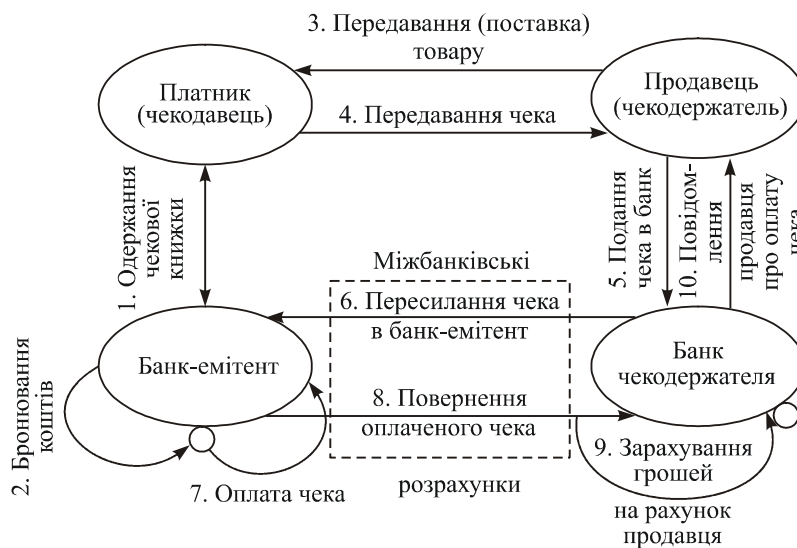 3. Передавання (поставка)
товару
Платник
(чекодавець)
Продавець
(чекодержатель)
4. Передавання чека
1. Одержання
чекової
книжки
5. Подання
чека в банк
10. Повідом-
лення
продавця
про оплату
чека
Міжбанківські
6. Пересилання чека
в банк-емітент
Банк-емітент
Банк
чекодержателя
2. Бронювання
коштів
8. Повернення
оплаченого чека
7. Оплата чека
9. Зарахування
грошей
на рахунок
продавця
розрахунки